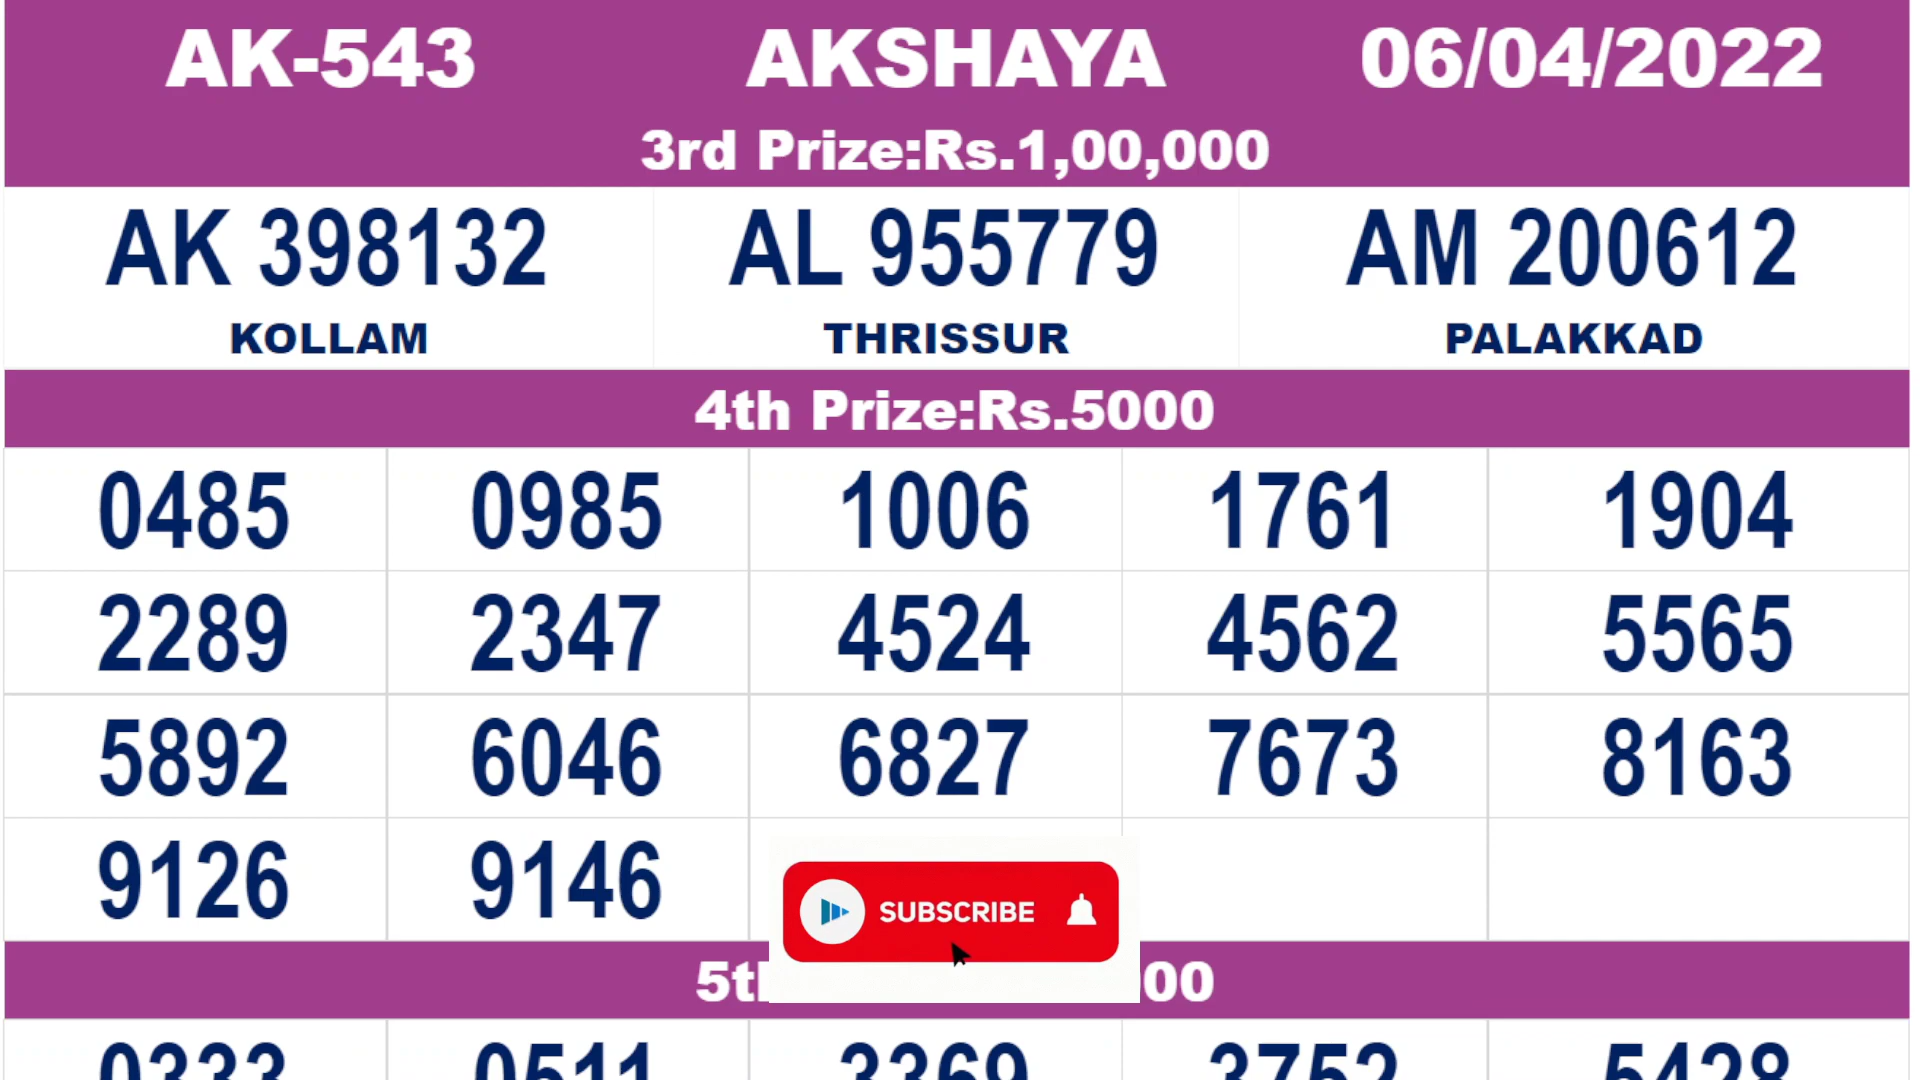 AK-543 AKSHAYA 06/04/2022
3rd Prize:Rs.1,00,000
AK 398132 AL 955779 AM 200612
KOLLAM THRISSUR PALAKKAD
4th Prize:Rs.5000
0485 0985 1006 1761 1904
2289 2347 4524 4562 5565
5892 6046 6827 7673 8163
9126 9146
SUBSCRIBE